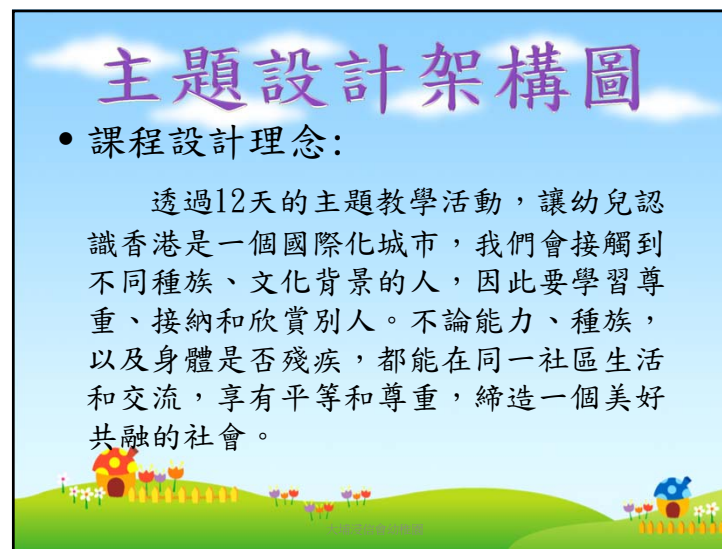 主題設計架構圖
• 課程設計理念:
透過12天的主題教學活動，讓幼兒認
識香港是一個國際化城市，我們會接觸到
不同種族、文化背景的人，因此要學習尊
重、接納和欣賞別人。不論能力、種族，
以及身體是否殘疾，都能在同一社區生活
和交流，享有平等和尊重，締造一個美好
共融的社會。